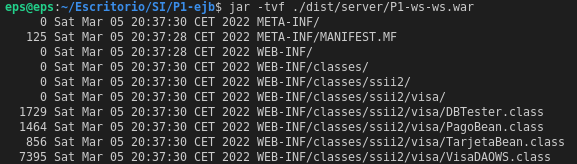 eps@eps:~/Escritorio/SI/P1-ejb$ jar -tvf ./dist/server/P1-ws-ws.war
0 Sat Mar 05 20:37:30 CET 2022 META-INF/
125 Sat Mar 05 20:37:28 CET 2022 META-INF/MANIFEST.MF
0 Sat Mar 05 20:37:28 CET 2022 WEB-INF/
0 Sat Mar 05 20:37:30 CET 2022 WEB-INF/classes/
0 Sat Mar 05 20:37:30 CET 2022 WEB-INF/classes/ssii2/
0 Sat Mar 05 20:37:30 CET 2022 WEB-INF/classes/ssii2/visa/
1729 Sat Mar 05 20:37:30 CET 2022 WEB-INF/classes/ssii2/visa/DBTester.class
1464 Sat Mar 05 20:37:30 CET 2022 WEB-INF/classes/ssii2/visa/PagoBean.class
856 Sat Mar 05 20:37:30 CET 2022 WEB-INF/classes/ssii2/visa/TarjetaBean.class
7395 Sat Mar 05 20:37:30 CET 2022 WEB-INF/classes/ssii2/visa/VisaDAOWS.class